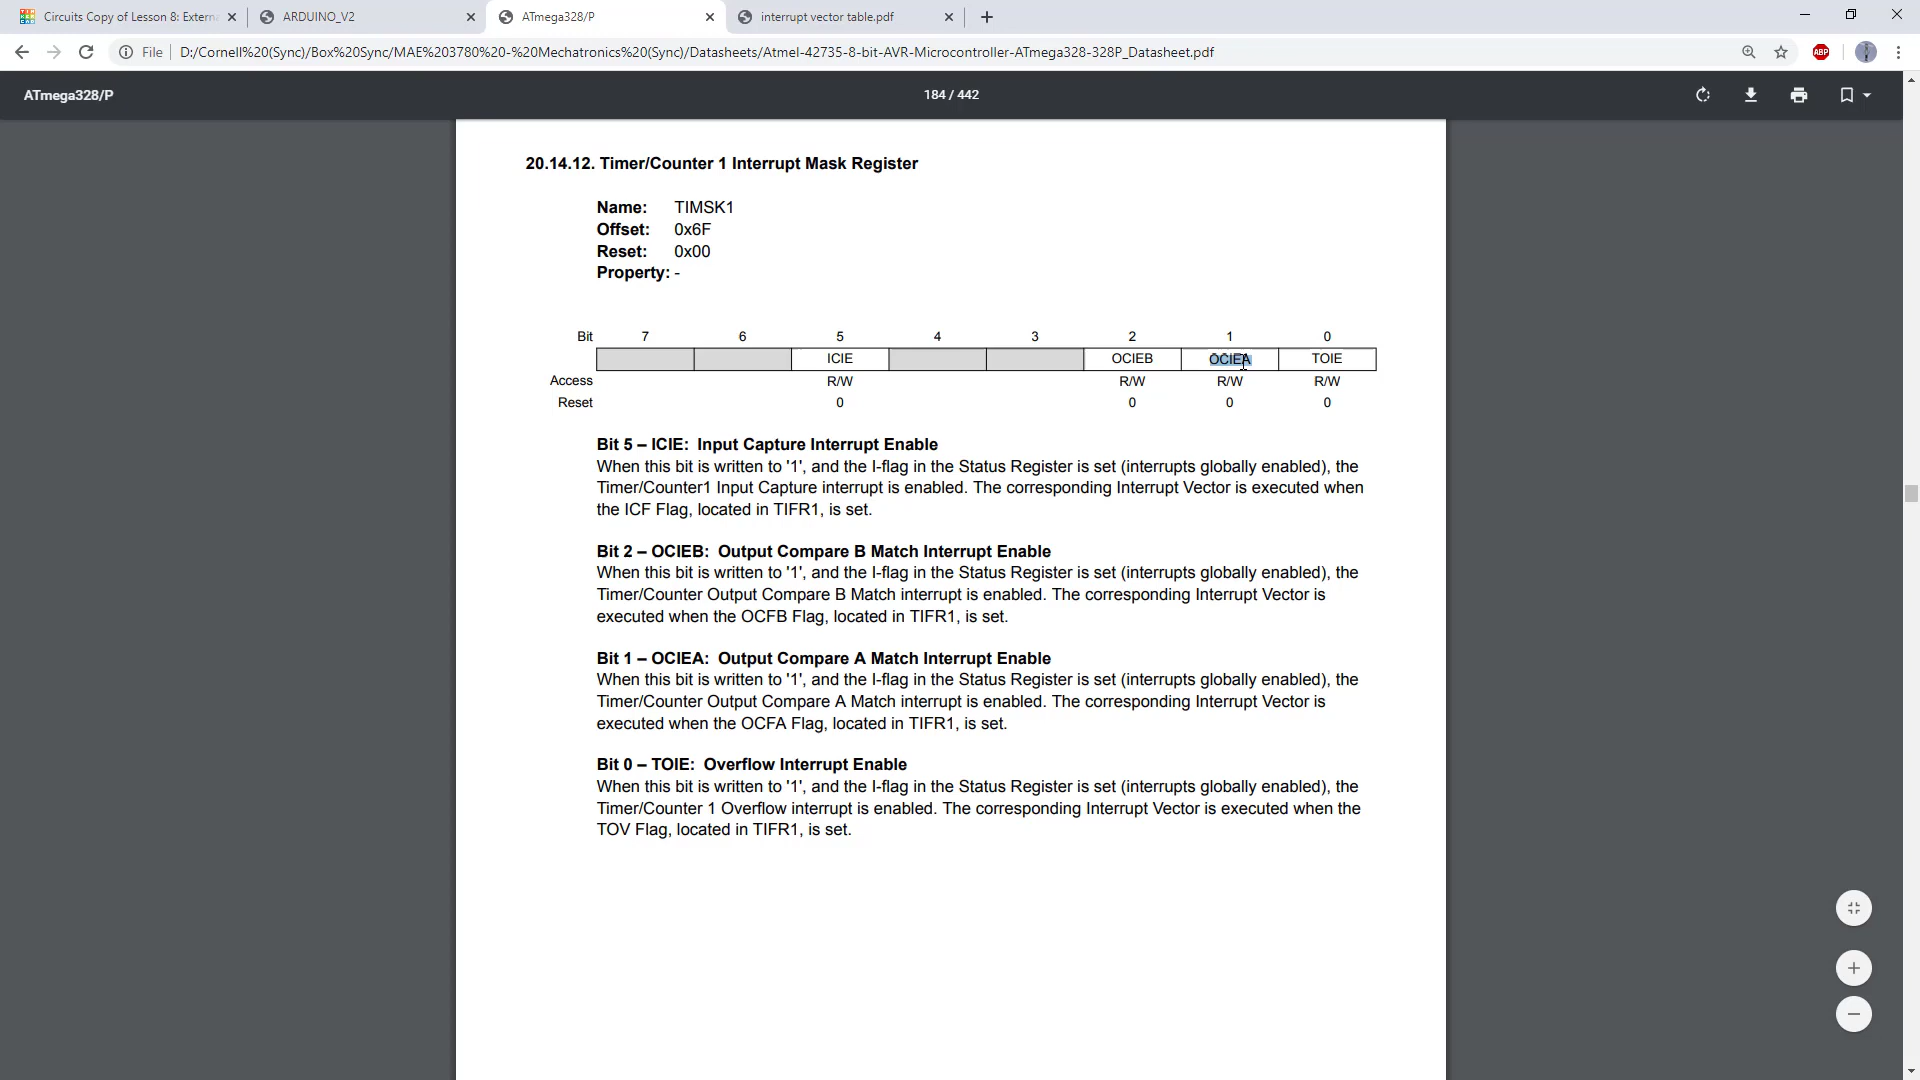 Circuits Copy of Lesson 8: Extern
ARDUINO_V2
ATmega328/P
interrupt vector table.pdf
File D:/Cornell%20(Sync)/Box%20Sync/MAE%203780%20-%20Mechatronics%20(Sync)/Datasheets/Atmel-42735-8-bit-AVR-Microcontroller-ATmega328-328P_Datasheet.pdf
ABP
ATmega328/P 184 / 442
20.14.12. Timer/Counter 1 Interrupt Mask Register
Name: TIMSK1
Offset: 0x6F
Reset: 0x00
Property: -
Bit 7 6 5 4 3 2 1 0
ICIE OCIEB OCIEA TOIE
Access R/W R/W R/W R/W
Reset 0 0 0 0
Bit 5 – ICIE: Input Capture Interrupt Enable
When this bit is written to '1', and the I-flag in the Status Register is set (interrupts globally enabled), the
Timer/Counter1 Input Capture interrupt is enabled. The corresponding Interrupt Vector is executed when
the ICF Flag, located in TIFR1, is set.
Bit 2 – OCIEB: Output Compare B Match Interrupt Enable
When this bit is written to '1', and the I-flag in the Status Register is set (interrupts globally enabled), the
Timer/Counter Output Compare B Match interrupt is enabled. The corresponding Interrupt Vector is
executed when the OCFB Flag, located in TIFR1, is set.
Bit 1 – OCIEA: Output Compare A Match Interrupt Enable
When this bit is written to '1', and the I-flag in the Status Register is set (interrupts globally enabled), the
Timer/Counter Output Compare A Match interrupt is enabled. The corresponding Interrupt Vector is
executed when the OCFA Flag, located in TIFR1, is set.
Bit 0 – TOIE: Overflow Interrupt Enable
When this bit is written to '1', and the I-flag in the Status Register is set (interrupts globally enabled), the
Timer/Counter 1 Overflow interrupt is enabled. The corresponding Interrupt Vector is executed when the
TOV Flag, located in TIFR1, is set.